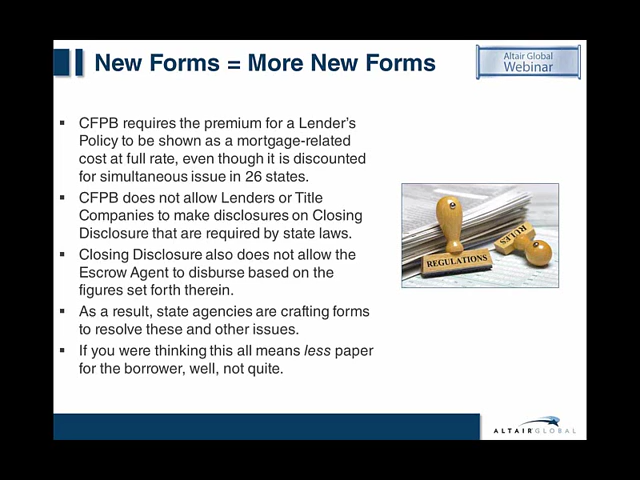 New Forms = More New Forms
Altair Global
Webinar
▪ CFPB requires the premium for a Lender's
Policy to be shown as a mortgage-related
cost at full rate, even though it is discounted
for simultaneous issue in 26 states.
▪ CFPB does not allow Lenders or Title
Companies to make disclosures on Closing
Disclosure that are required by state laws.
▪ Closing Disclosure also does not allow the
Escrow Agent to disburse based on the
figures set forth therein.
▪ As a result, state agencies are crafting forms
to resolve these and other issues.
▪ If you were thinking this all means less paper
for the borrower, well, not quite.
RULES
REGULATIONS
ALTAIR GLOBAL